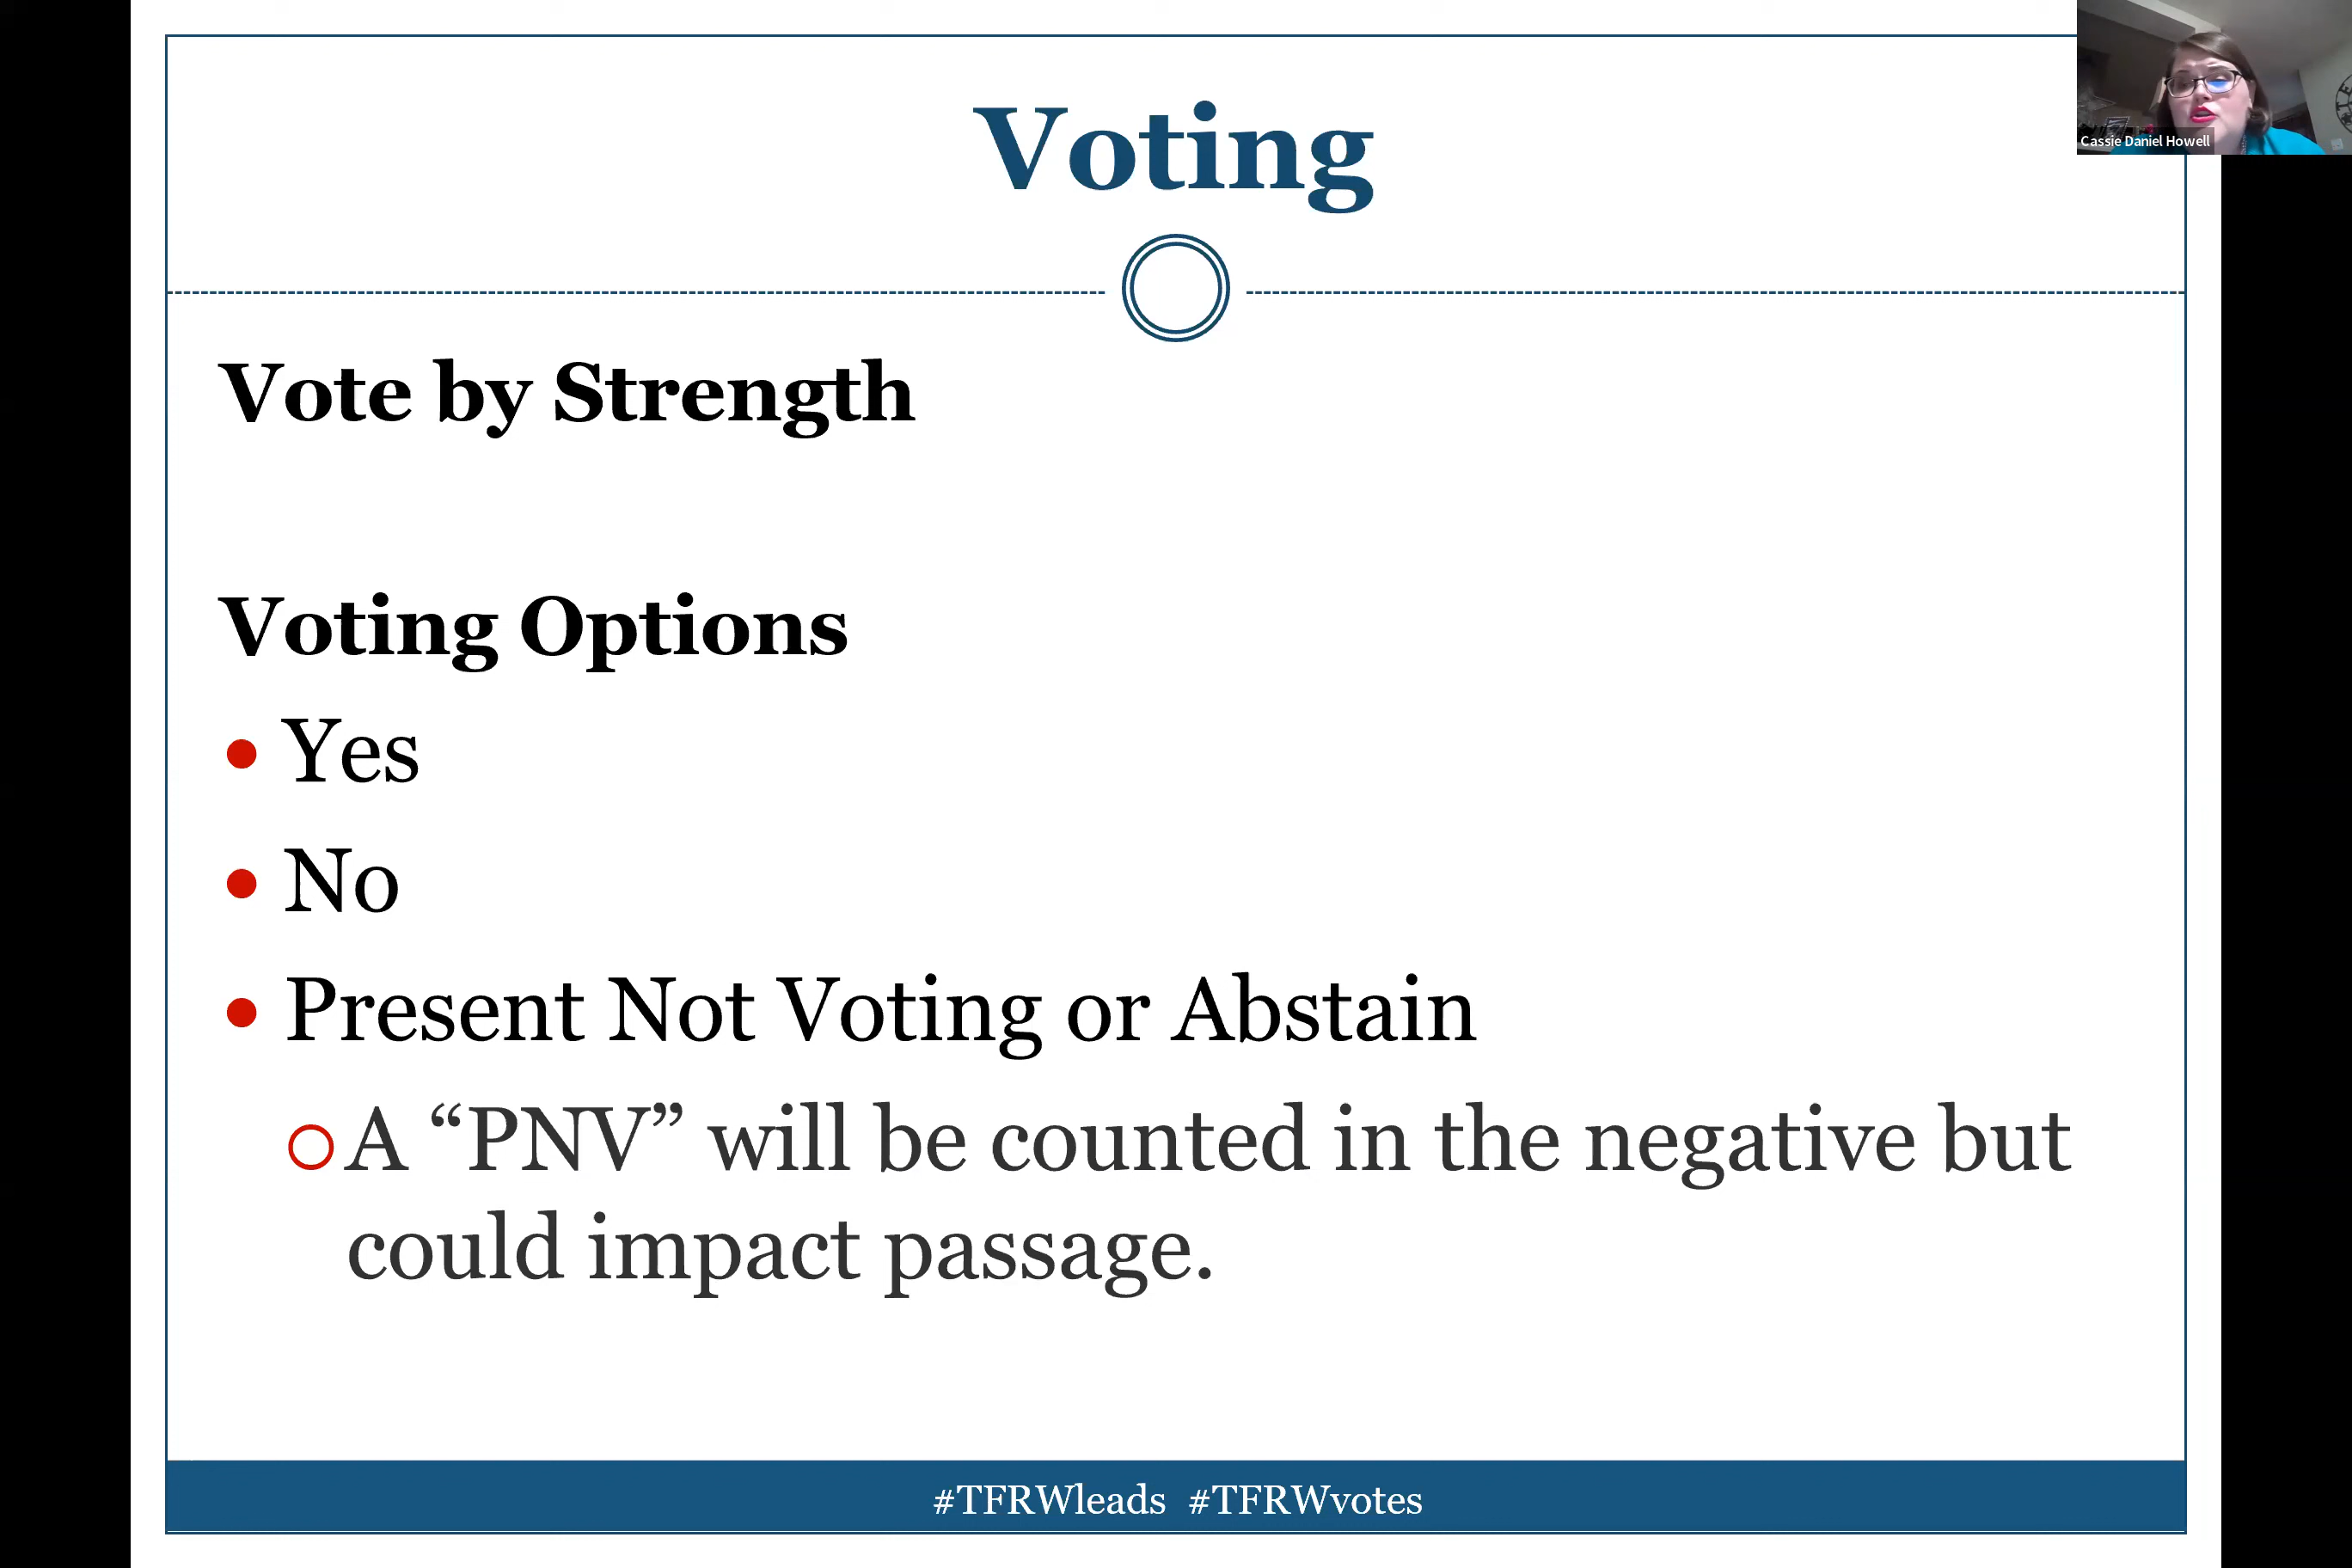 Voting
Cassie Daniel Howell
Vote by Strength
Voting Options
Yes
No
Present Not Voting or Abstain
A “PNV” will be counted in the negative but
could impact passage.
#TFRWleads #TFRWvotes